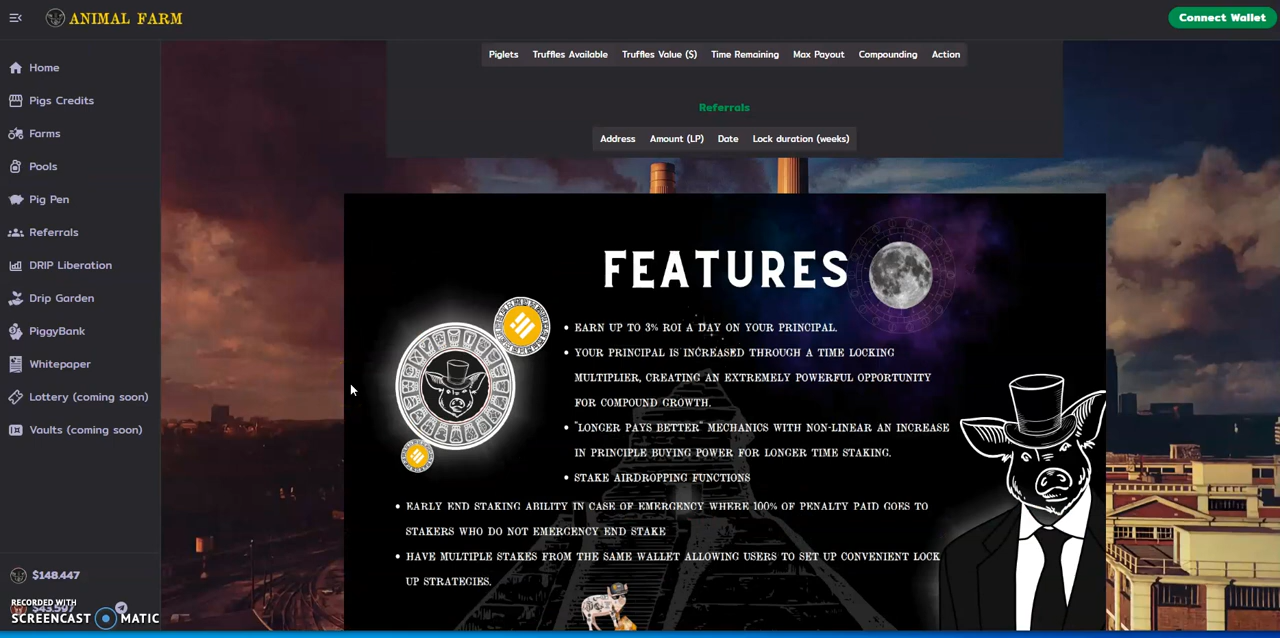 ANIMAL FARM
Connect Wallet
Home
Pigs Credits
Farms
Pools
Pig Pen
Referrals
DRIP Liberation
Drip Garden
PiggyBank
Whitepaper
Lottery (coming soon)
Vaults (coming soon)
$148.447
RECORDED WITH
SCREENCAST MATIC
Piglets Truffles Available Truffles Value ($) Time Remaining Max Payout Compounding Action
Referrals
Address Amount (LP) Date Lock duration (weeks)
FEATURES
• EARN UP TO 3% ROI A DAY ON YOUR PRINCIPAL.
• YOUR PRINCIPAL IS INCREASED THROUGH A TIME LOCKING
MULTIPLIER, CREATING AN EXTREMELY POWERFUL OPPORTUNITY
FOR COMPOUND GROWTH.
• "LONGER PAYS BETTER" MECHANICS WITH NON-LINEAR AN INCREASE
IN PRINCIPLE BUYING POWER FOR LONGER TIME STAKING.
• STAKE AIRDROPPING FUNCTIONS
• EARLY END STAKING ABILITY IN CASE OF EMERGENCY WHERE 100% OF PENALTY PAID GOES TO
STAKERS WHO DO NOT EMERGENCY END STAKE
• HAVE MULTIPLE STAKES FROM THE SAME WALLET ALLOWING USERS TO SET UP CONVENIENT LOCK
UP STRATEGIES.